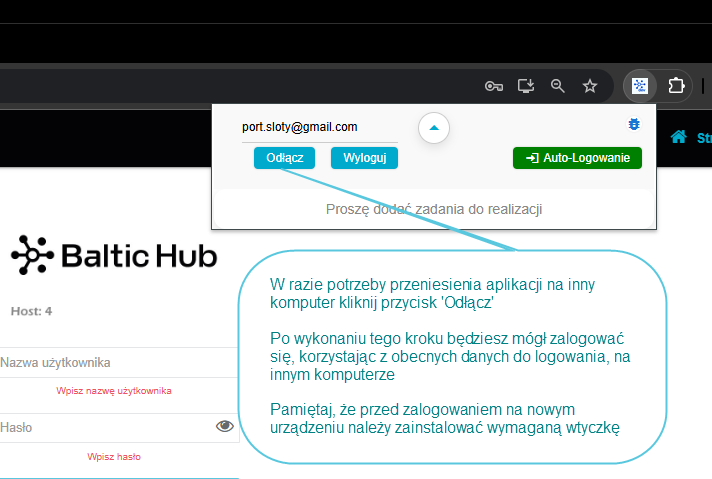 port.sloty@gmail.com
Odłącz
Wyloguj
Auto-Logowanie
Proszę dodać zadania do realizacji
Baltic Hub
Host: 4
Nazwa użytkownika
Wpisz nazwę użytkownika
Hasło
Wpisz hasło
W razie potrzeby przeniesienia aplikacji na inny
komputer kliknij przycisk 'Odłącz'
Po wykonaniu tego kroku będziesz mógł zalogować
się, korzystając z obecnych danych do logowania, na
innym komputerze
Pamiętaj, że przed zalogowaniem na nowym
urządzeniu należy zainstalować wymaganą wtyczkę